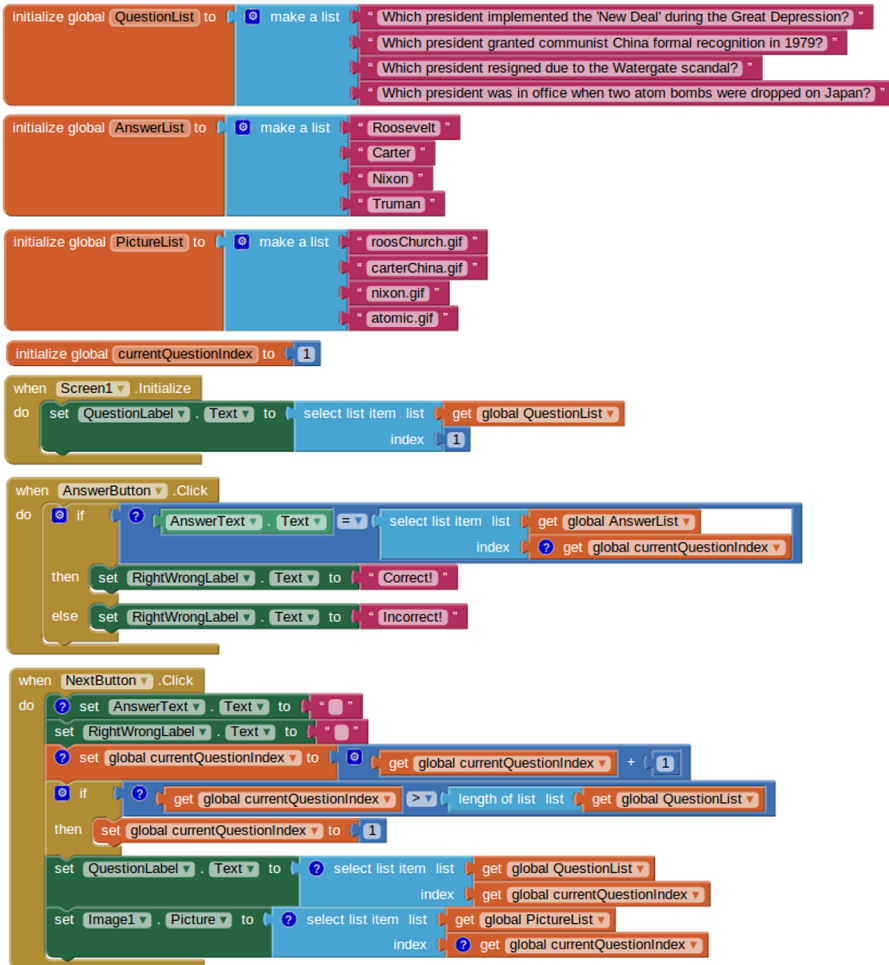 initialize global QuestionList to make a list " Which president implemented the 'New Deal' during the Great Depression? "
" Which president granted communist China formal recognition in 1979? "
" Which president resigned due to the Watergate scandal? "
" Which president was in office when two atom bombs were dropped on Japan? "
initialize global AnswerList to make a list " Roosevelt "
" Carter "
" Nixon "
" Truman "
initialize global PictureList to make a list " roosChurch.gif "
" carterChina.gif "
" nixon.gif "
" atomic.gif "
initialize global currentQuestionIndex to 1
when Screen1 .Initialize
do set QuestionLabel . Text to select list item list get global QuestionList
index 1
when AnswerButton .Click
do if ? AnswerText . Text = select list item list get global AnswerList
index ? get global currentQuestionIndex
then set RightWrongLabel . Text to " Correct! "
else set RightWrongLabel . Text to " Incorrect! "
when NextButton .Click
do ? set AnswerText . Text to " "
set RightWrongLabel . Text to " "
? set global currentQuestionIndex to get global currentQuestionIndex + 1
if ? get global currentQuestionIndex > length of list list get global QuestionList
then set global currentQuestionIndex to 1
set QuestionLabel . Text to ? select list item list get global QuestionList
index get global currentQuestionIndex
set Image1 . Picture to ? select list item list get global PictureList
index ? get global currentQuestionIndex